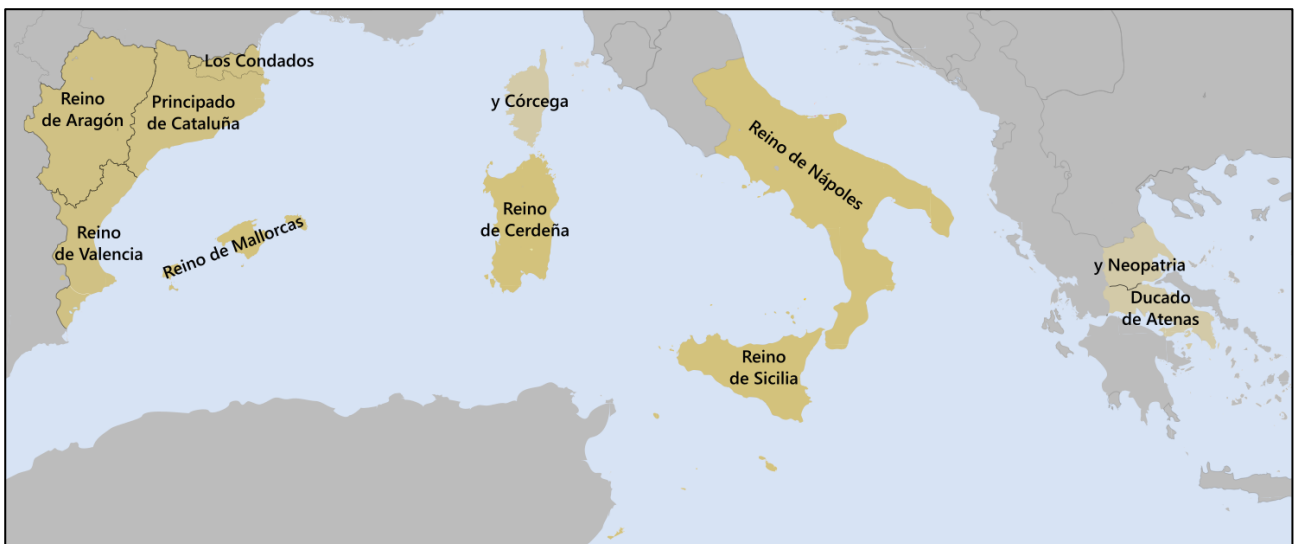 Los Condados
Reino
de Aragón
Principado
de Cataluña
y Córcega
Reino de Nápoles
Reino
de Valencia
Reino de Mallorcas
Reino
de Cerdeña
y Neopatria
Ducado
de Atenas
Reino
de Sicilia